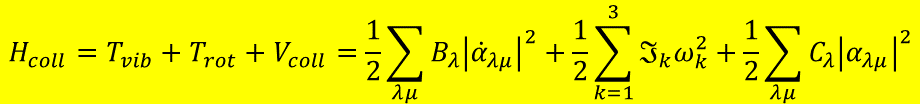 $H_{coll} = T_{vib} + T_{rot} + V_{coll} = \frac{1}{2}\sum_{\lambda\mu} B_{\lambda}|\dot{\alpha}_{\lambda\mu}|^2 + \frac{1}{2}\sum_{k=1}^{3} \mathfrak{I}_k\omega_k^2 + \frac{1}{2}\sum_{\lambda\mu} C_{\lambda}|\alpha_{\lambda\mu}|^2$